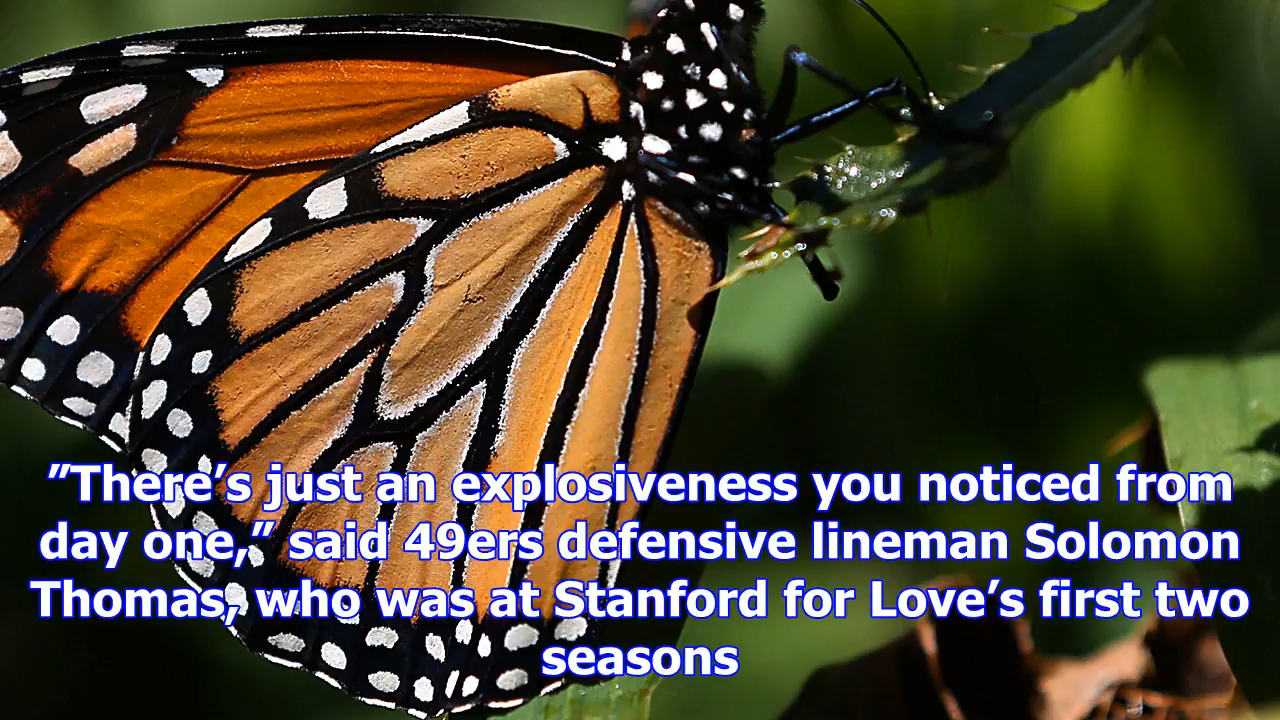 ”There’s just an explosiveness you noticed from
day one,” said 49ers defensive lineman Solomon
Thomas, who was at Stanford for Love’s first two
seasons